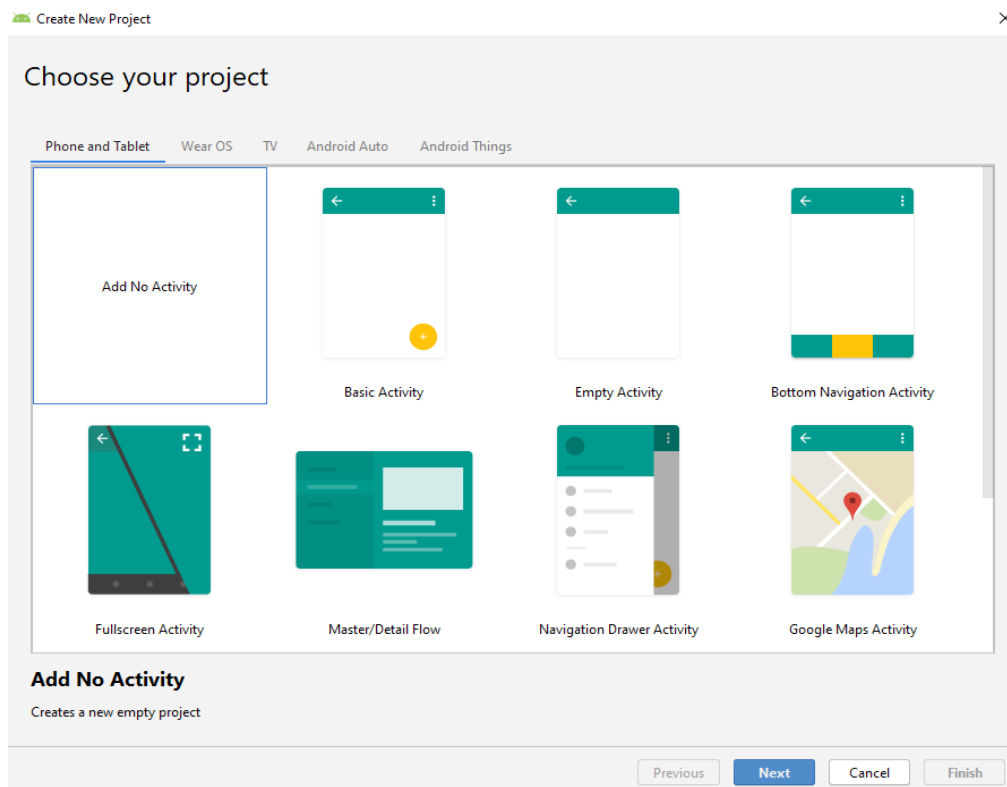 Create New Project
Choose your project
Phone and Tablet Wear OS TV Android Auto Android Things
Add No Activity
Basic Activity Empty Activity Bottom Navigation Activity
Fullscreen Activity Master/Detail Flow Navigation Drawer Activity Google Maps Activity
Add No Activity
Creates a new empty project
Previous Next Cancel Finish